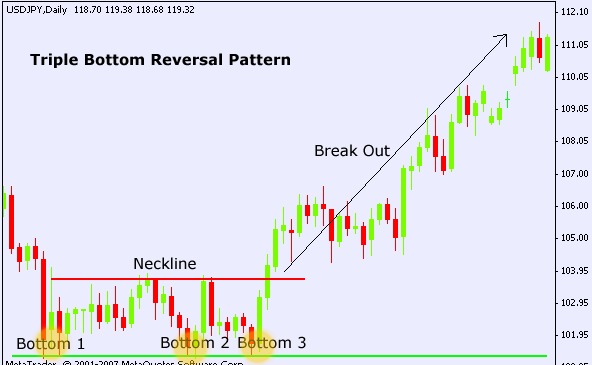 USDJPY,Daily 118.70 119.38 118.68 119.32
112.10
Triple Bottom Reversal Pattern
111.05
110.05
109.05
108.05
Break Out
107.00
106.00
105.00
Neckline
103.95
102.95
101.95
Bottom 1
Bottom 2
Bottom 3
MetaTrader, © 2001-2007 MetaQuotes Software Corp.